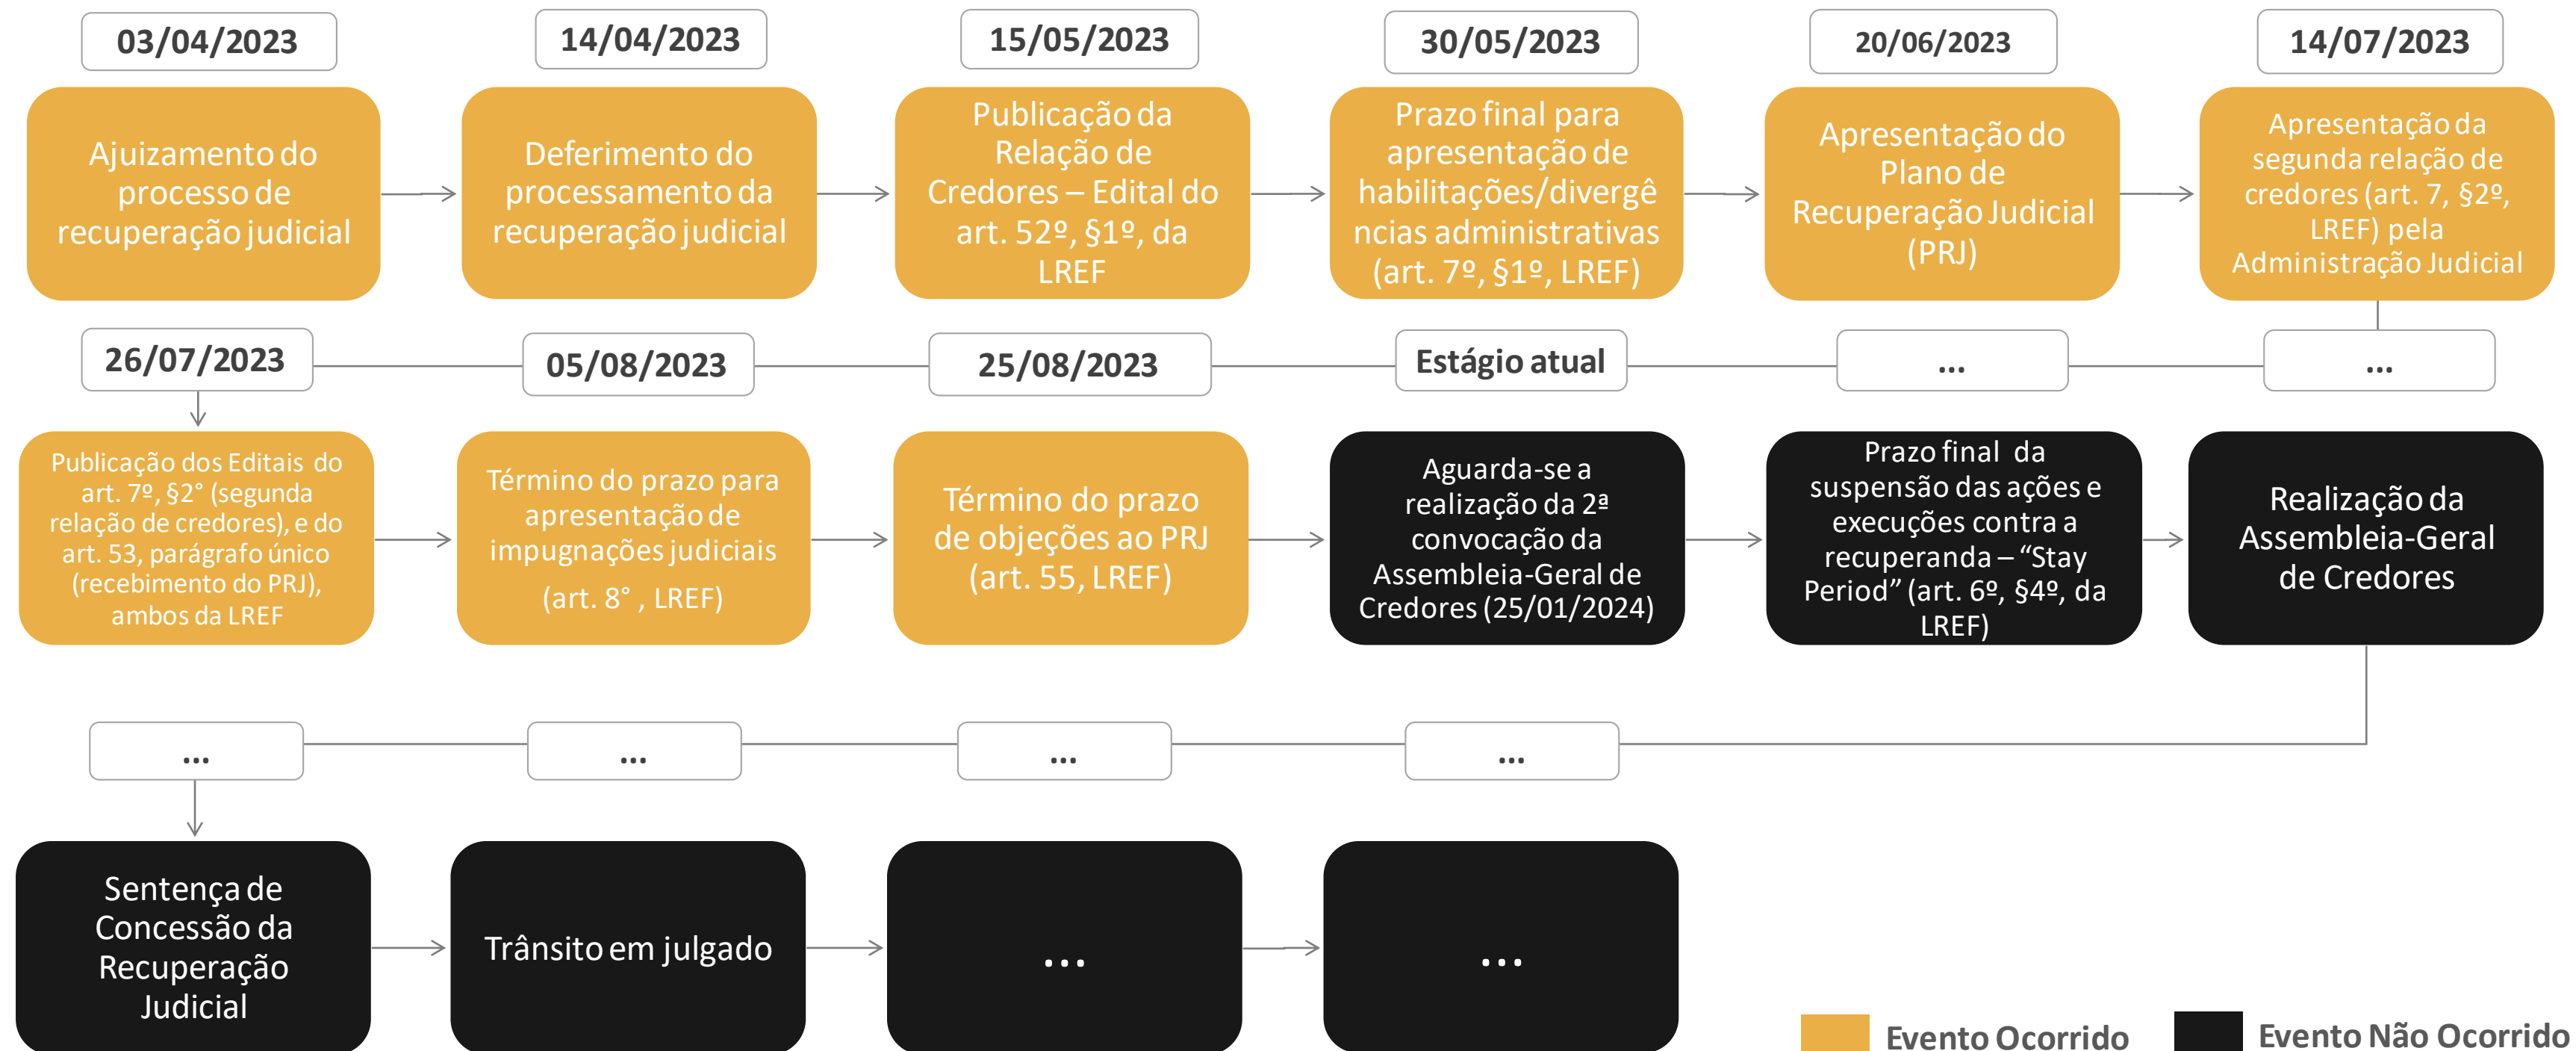 03/04/2023
14/04/2023
15/05/2023
30/05/2023
20/06/2023
14/07/2023
Ajuizamento do
processo de
recuperação judicial
Deferimento do
processamento da
recuperação judicial
Publicação da
Relação de
Credores – Edital do
art. 52º, §1º, da
LREF
Prazo final para
apresentação de
habilitações/divergê
ncias administrativas
(art. 7º, §1º, LREF)
Apresentação do
Plano de
Recuperação Judicial
(PRJ)
Apresentação da
segunda relação de
credores (art. 7, §2º,
LREF) pela
Administração Judicial
26/07/2023
05/08/2023
25/08/2023
Estágio atual
...
...
Publicação dos Editais do
art. 7º, §2° (segunda
relação de credores), e do
art. 53, parágrafo único
(recebimento do PRJ),
ambos da LREF
Término do prazo para
apresentação de
impugnações judiciais
(art. 8° , LREF)
Término do prazo
de objeções ao PRJ
(art. 55, LREF)
Aguarda-se a
realização da 2ª
convocação da
Assembleia-Geral de
Credores (25/01/2024)
Prazo final da
suspensão das ações e
execuções contra a
recuperanda – “Stay
Period” (art. 6º, §4º, da
LREF)
Realização da
Assembleia-Geral
de Credores
...
...
...
...
Sentença de
Concessão da
Recuperação
Judicial
Trânsito em julgado
...
...
Evento Ocorrido
Evento Não Ocorrido